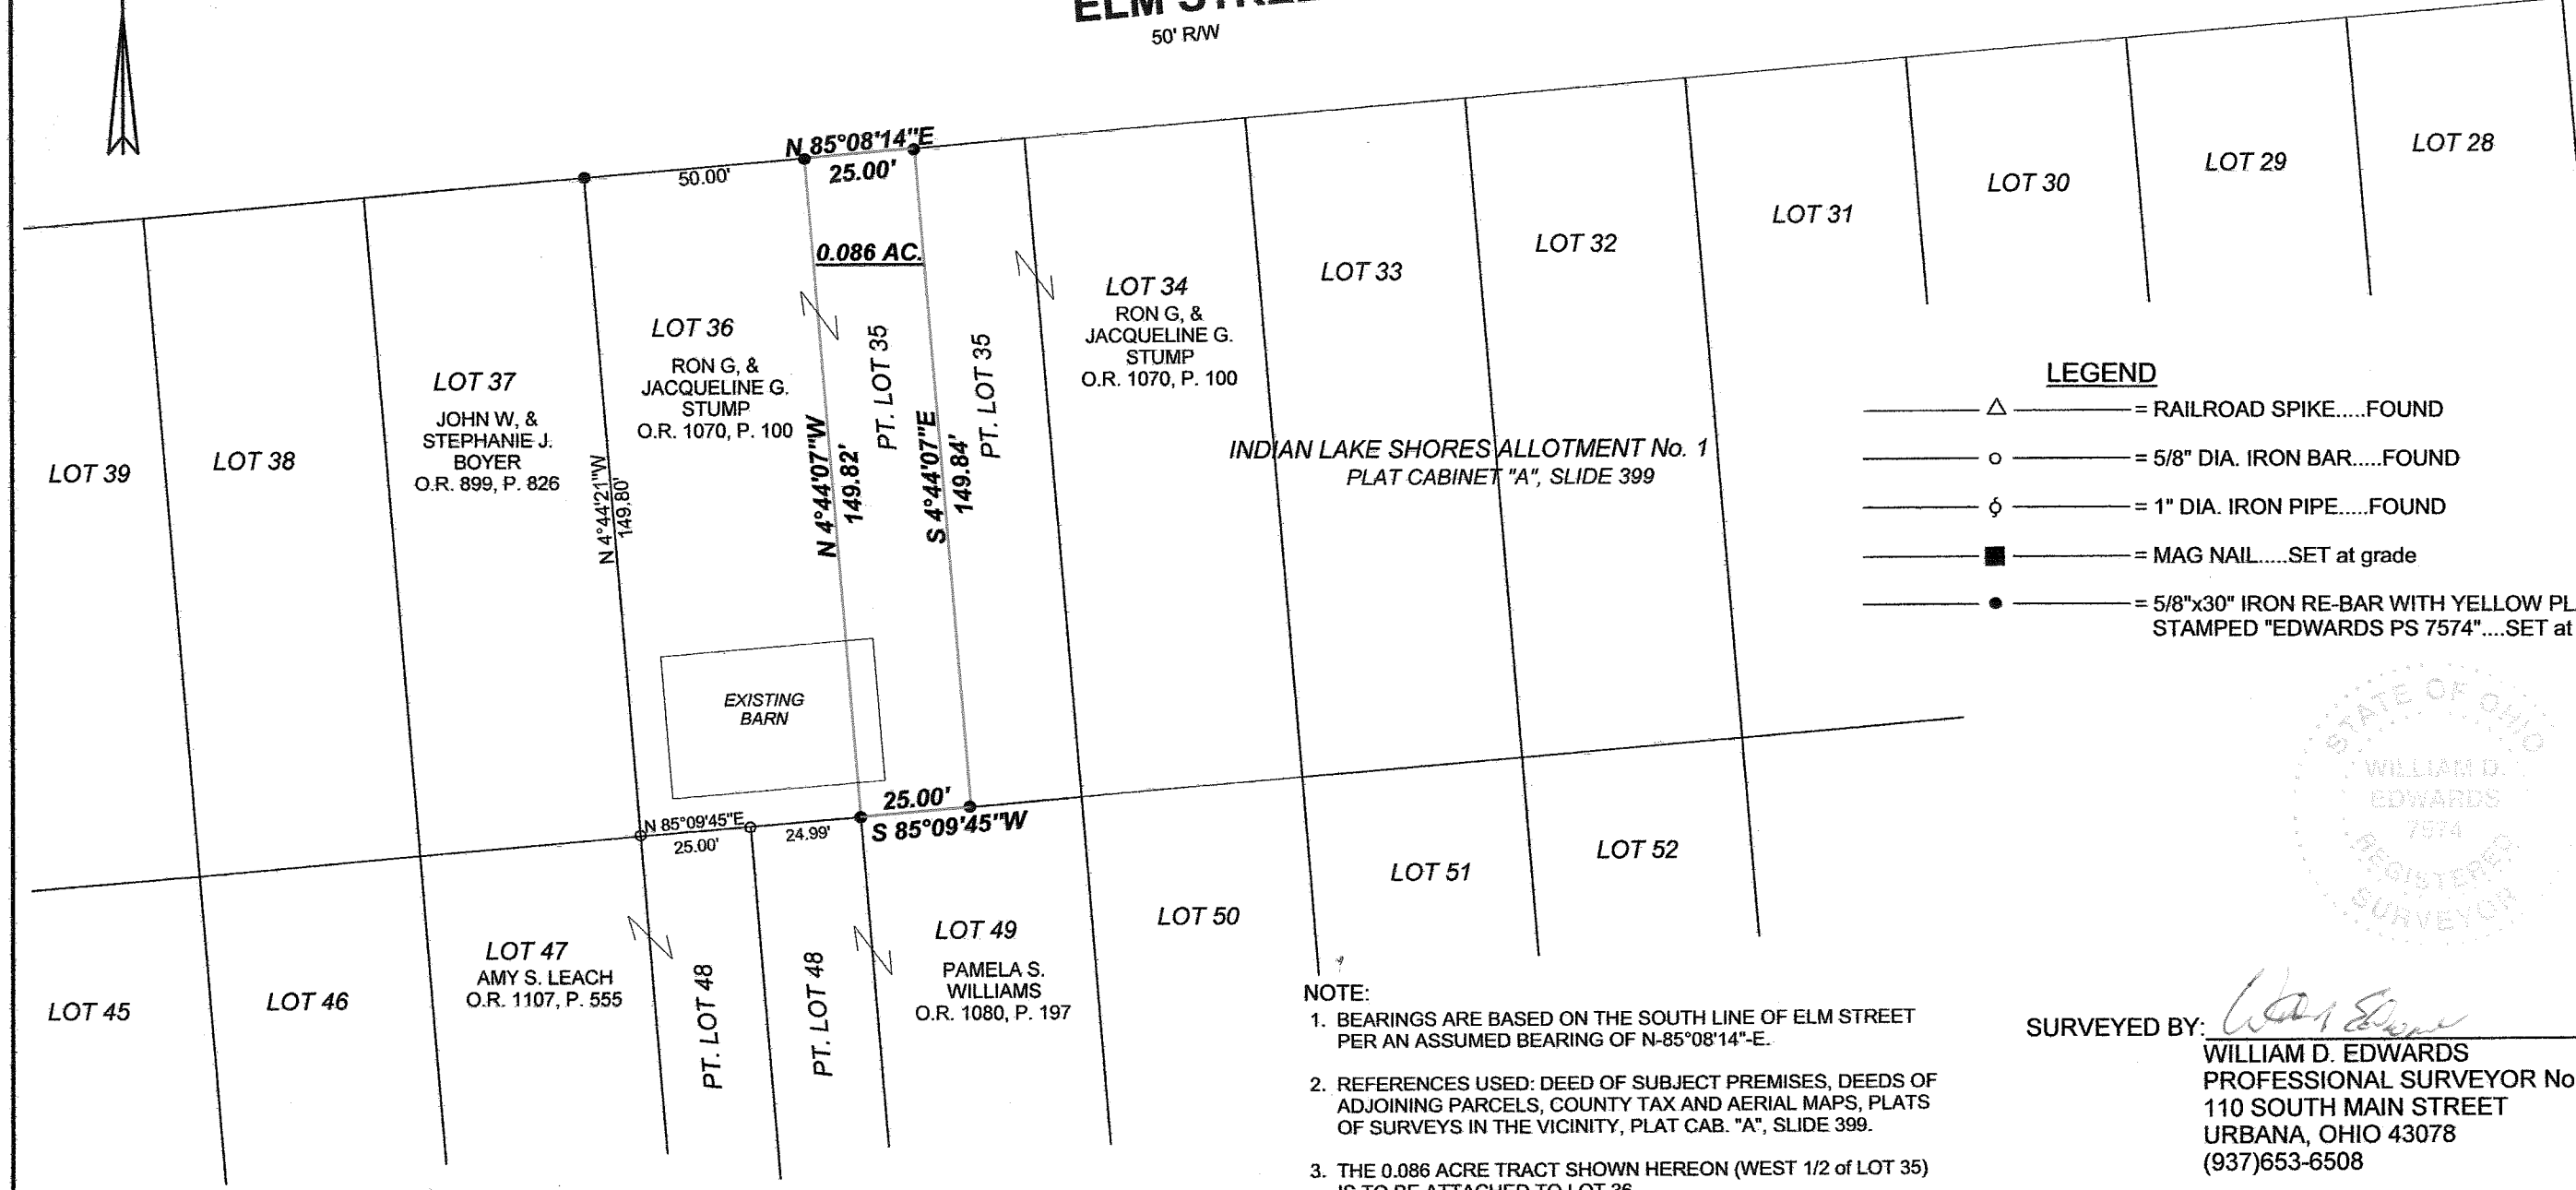 ELM
50' R/W
N 85°08'14"E
50.00'
25.00'
0.086 AC.
LOT 28
LOT 29
LOT 30
LOT 31
LOT 32
LOT 33
LOT 34
RON G, &
JACQUELINE G.
STUMP
O.R. 1070, P. 100
LOT 36
RON G, &
JACQUELINE G.
STUMP
O.R. 1070, P. 100
LOT 37
JOHN W, &
STEPHANIE J.
BOYER
O.R. 899, P. 826
LOT 38
LOT 39
N 4°44'21"W
149.80'
N 4°44'07"W
149.82'
PT. LOT 35
S 4°44'07"E
149.84'
PT. LOT 35
INDIAN LAKE SHORES ALLOTMENT No. 1
PLAT CABINET "A", SLIDE 399
LEGEND
= RAILROAD SPIKE.....FOUND
= 5/8" DIA. IRON BAR.....FOUND
= 1" DIA. IRON PIPE.....FOUND
= MAG NAIL.....SET at grade
= 5/8"x30" IRON RE-BAR WITH YELLOW PL
STAMPED "EDWARDS PS 7574"....SET at
EXISTING
BARN
N 85°09'45"E
25.00'
24.99'
25.00'
S 85°09'45"W
LOT 45
LOT 46
LOT 47
AMY S. LEACH
O.R. 1107, P. 555
PT. LOT 48
PT. LOT 48
LOT 49
PAMELA S.
WILLIAMS
O.R. 1080, P. 197
LOT 50
LOT 51
LOT 52
STATE OF OHIO
WILLIAM D.
EDWARDS
7574
REGISTERED
SURVEYOR
NOTE:
1. BEARINGS ARE BASED ON THE SOUTH LINE OF ELM STREET
PER AN ASSUMED BEARING OF N-85°08'14"-E.
2. REFERENCES USED: DEED OF SUBJECT PREMISES, DEEDS OF
ADJOINING PARCELS, COUNTY TAX AND AERIAL MAPS, PLATS
OF SURVEYS IN THE VICINITY, PLAT CAB. "A", SLIDE 399.
3. THE 0.086 ACRE TRACT SHOWN HEREON (WEST 1/2 of LOT 35)
IS TO BE ATTACHED TO LOT 36
SURVEYED BY:
WILLIAM D. EDWARDS
PROFESSIONAL SURVEYOR No
110 SOUTH MAIN STREET
URBANA, OHIO 43078
(937)653-6508